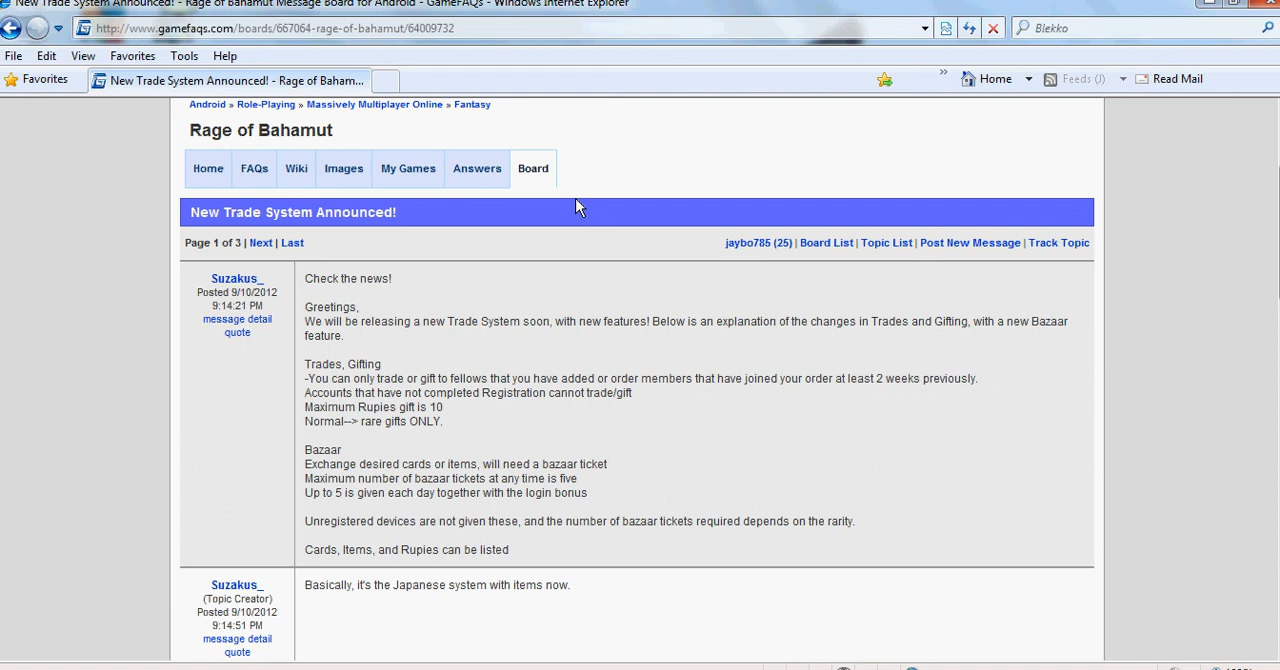 New Trade System Announced! - Rage of Bahamut Message Board for Android - GameFAQs - Windows Internet Explorer
http://www.gamefaqs.com/boards/667064-rage-of-bahamut/64009732
Blekko
File Edit View Favorites Tools Help
Favorites
New Trade System Announced! - Rage of Baham...
» Home Feeds (J) Read Mail
Android » Role-Playing » Massively Multiplayer Online » Fantasy
Rage of Bahamut
Home FAQs Wiki Images My Games Answers Board
New Trade System Announced!
Page 1 of 3 | Next | Last
jaybo785 (25) | Board List | Topic List | Post New Message | Track Topic
Suzakus_
Posted 9/10/2012
9:14:21 PM
message detail
quote
Check the news!
Greetings,
We will be releasing a new Trade System soon, with new features! Below is an explanation of the changes in Trades and Gifting, with a new Bazaar
feature.
Trades, Gifting
-You can only trade or gift to fellows that you have added or order members that have joined your order at least 2 weeks previously.
Accounts that have not completed Registration cannot trade/gift
Maximum Rupies gift is 10
Normal--> rare gifts ONLY.
Bazaar
Exchange desired cards or items, will need a bazaar ticket
Maximum number of bazaar tickets at any time is five
Up to 5 is given each day together with the login bonus
Unregistered devices are not given these, and the number of bazaar tickets required depends on the rarity.
Cards, Items, and Rupies can be listed
Suzakus_
(Topic Creator)
Posted 9/10/2012
9:14:51 PM
message detail
quote
Basically, it's the Japanese system with items now.